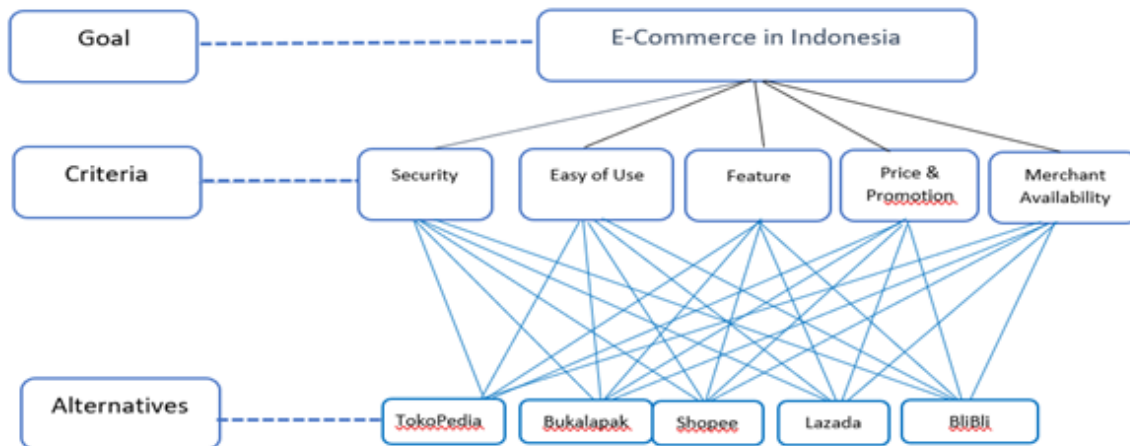 Goal
E-Commerce in Indonesia
Criteria
Security
Easy of Use
Feature
Price &
Promotion
Merchant
Availability
Alternatives
TokoPedia
Bukalapak
Shopee
Lazada
BliBli